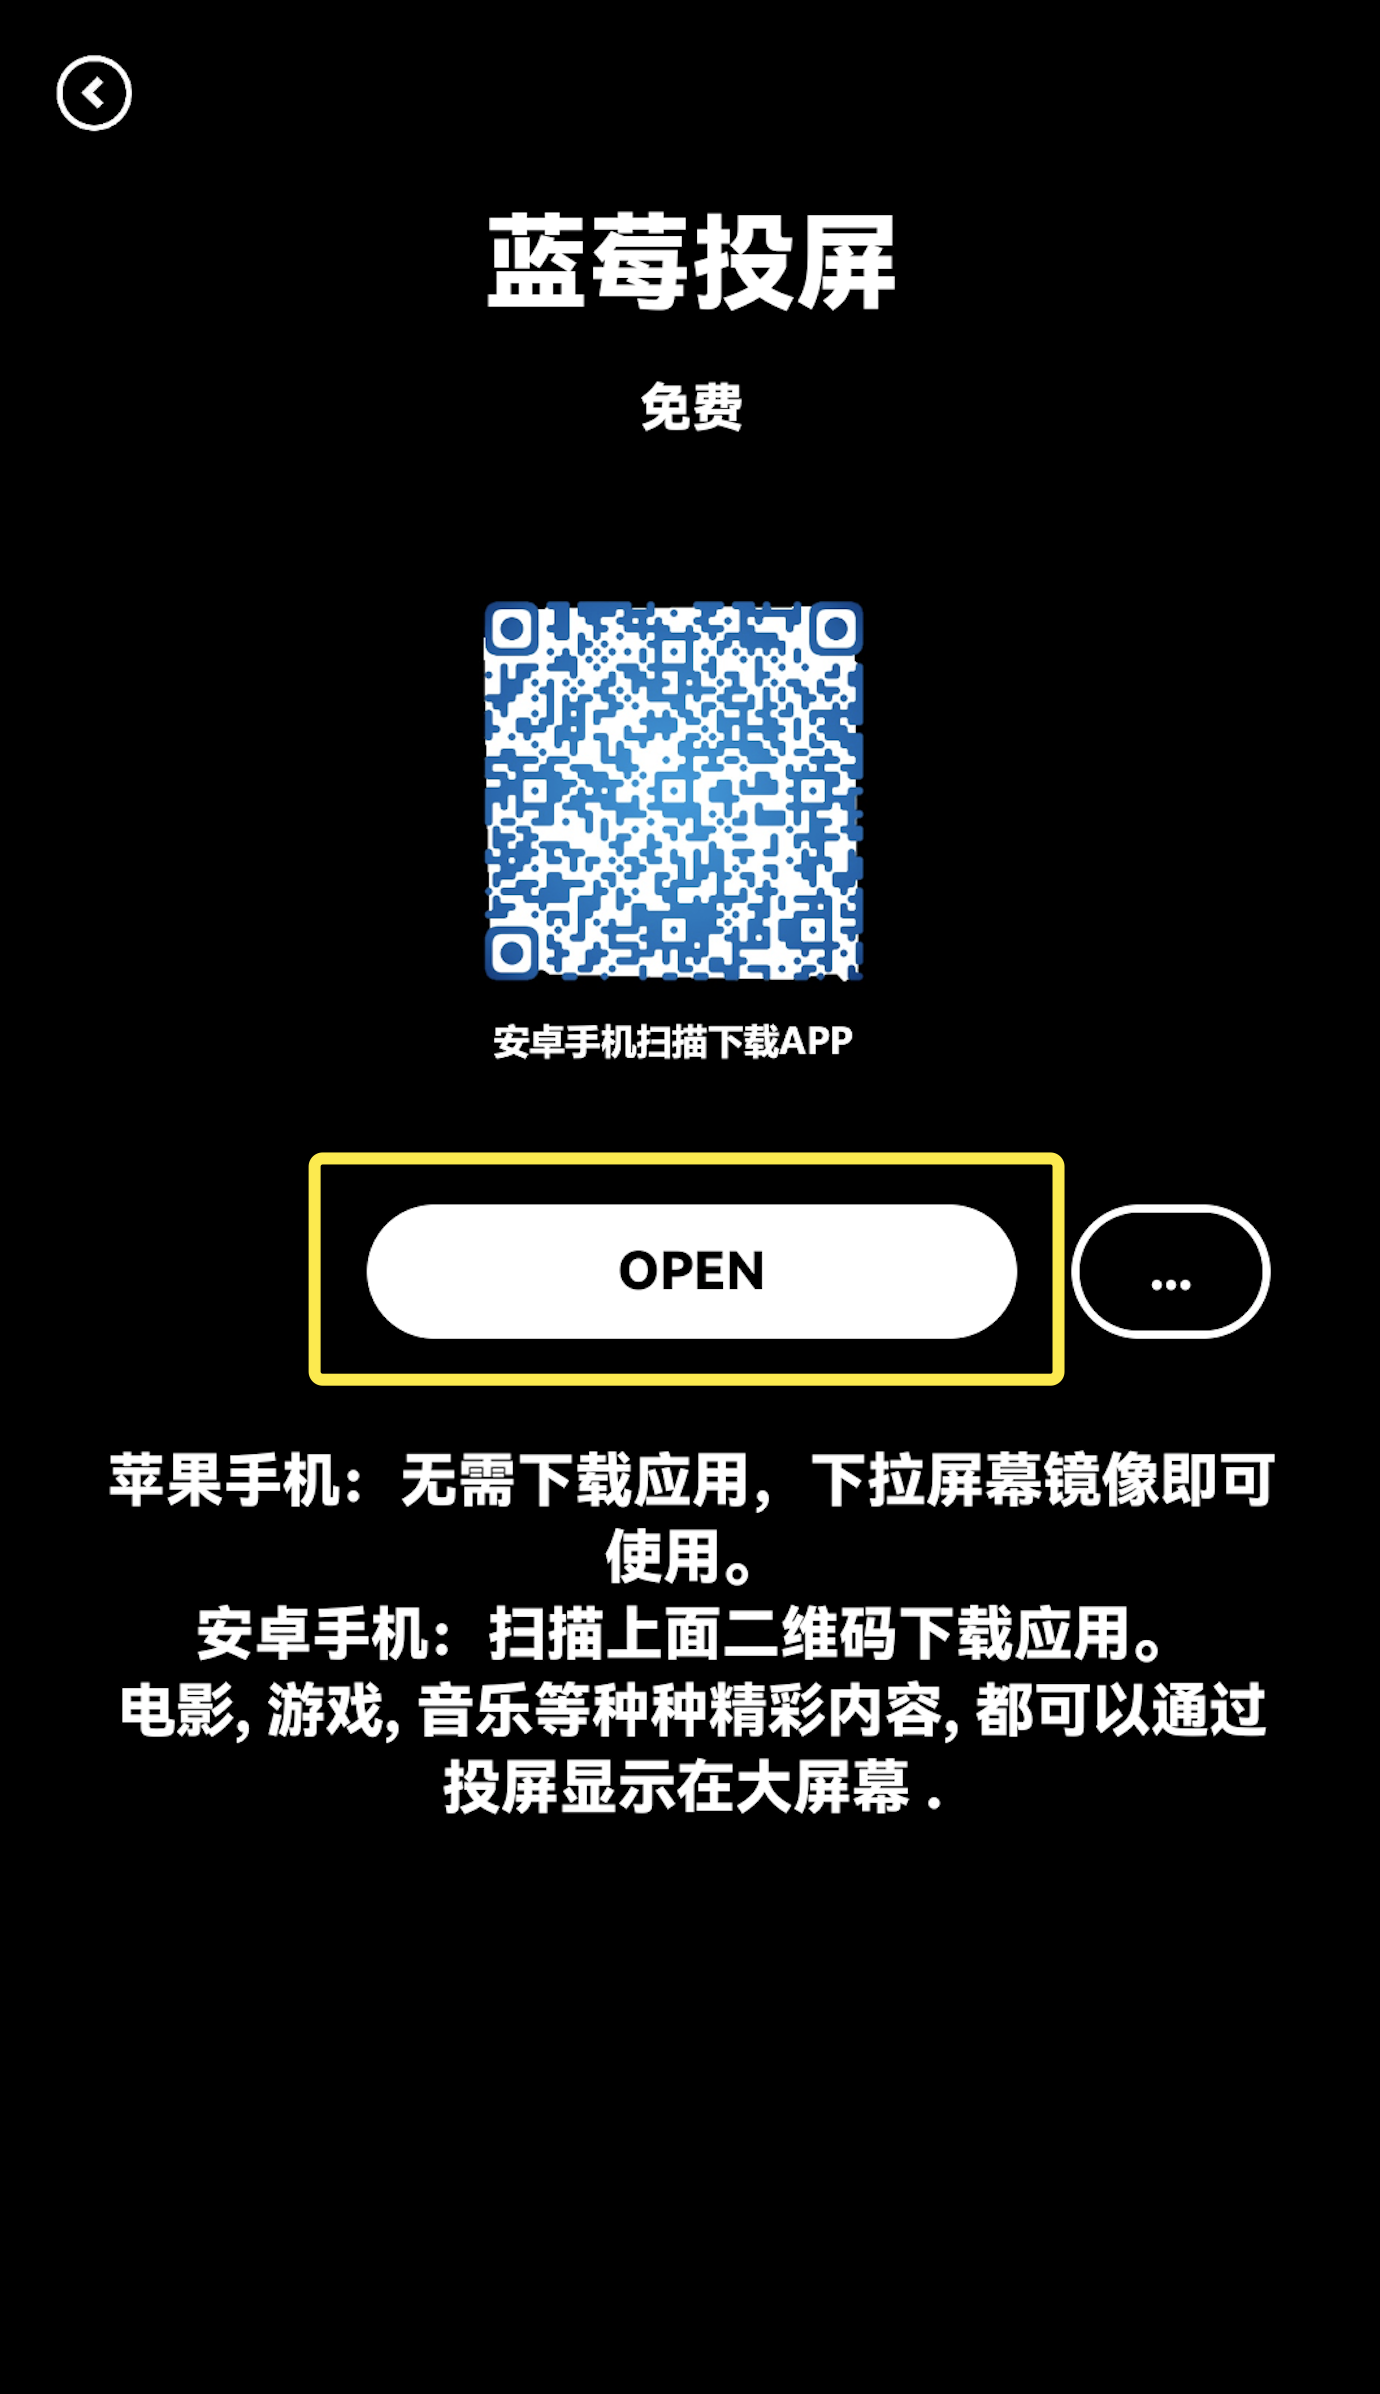 蓝莓投屏
免费
安卓手机扫描下载APP
OPEN
...
苹果手机：无需下载应用，下拉屏幕镜像即可
使用。
安卓手机：扫描上面二维码下载应用。
电影, 游戏, 音乐等种种精彩内容, 都可以通过
投屏显示在大屏幕 .